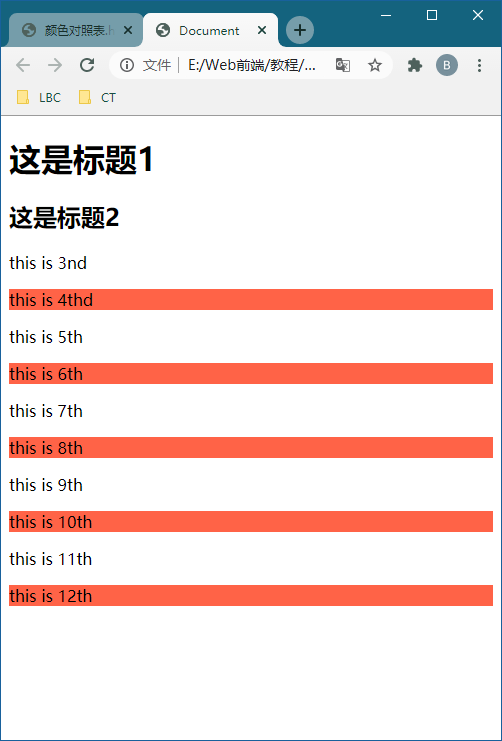 颜色对照表.h
Document
文件
E:/Web前端/教程/...
B
LBC
CT
这是标题1
这是标题2
this is 3nd
this is 4thd
this is 5th
this is 6th
this is 7th
this is 8th
this is 9th
this is 10th
this is 11th
this is 12th